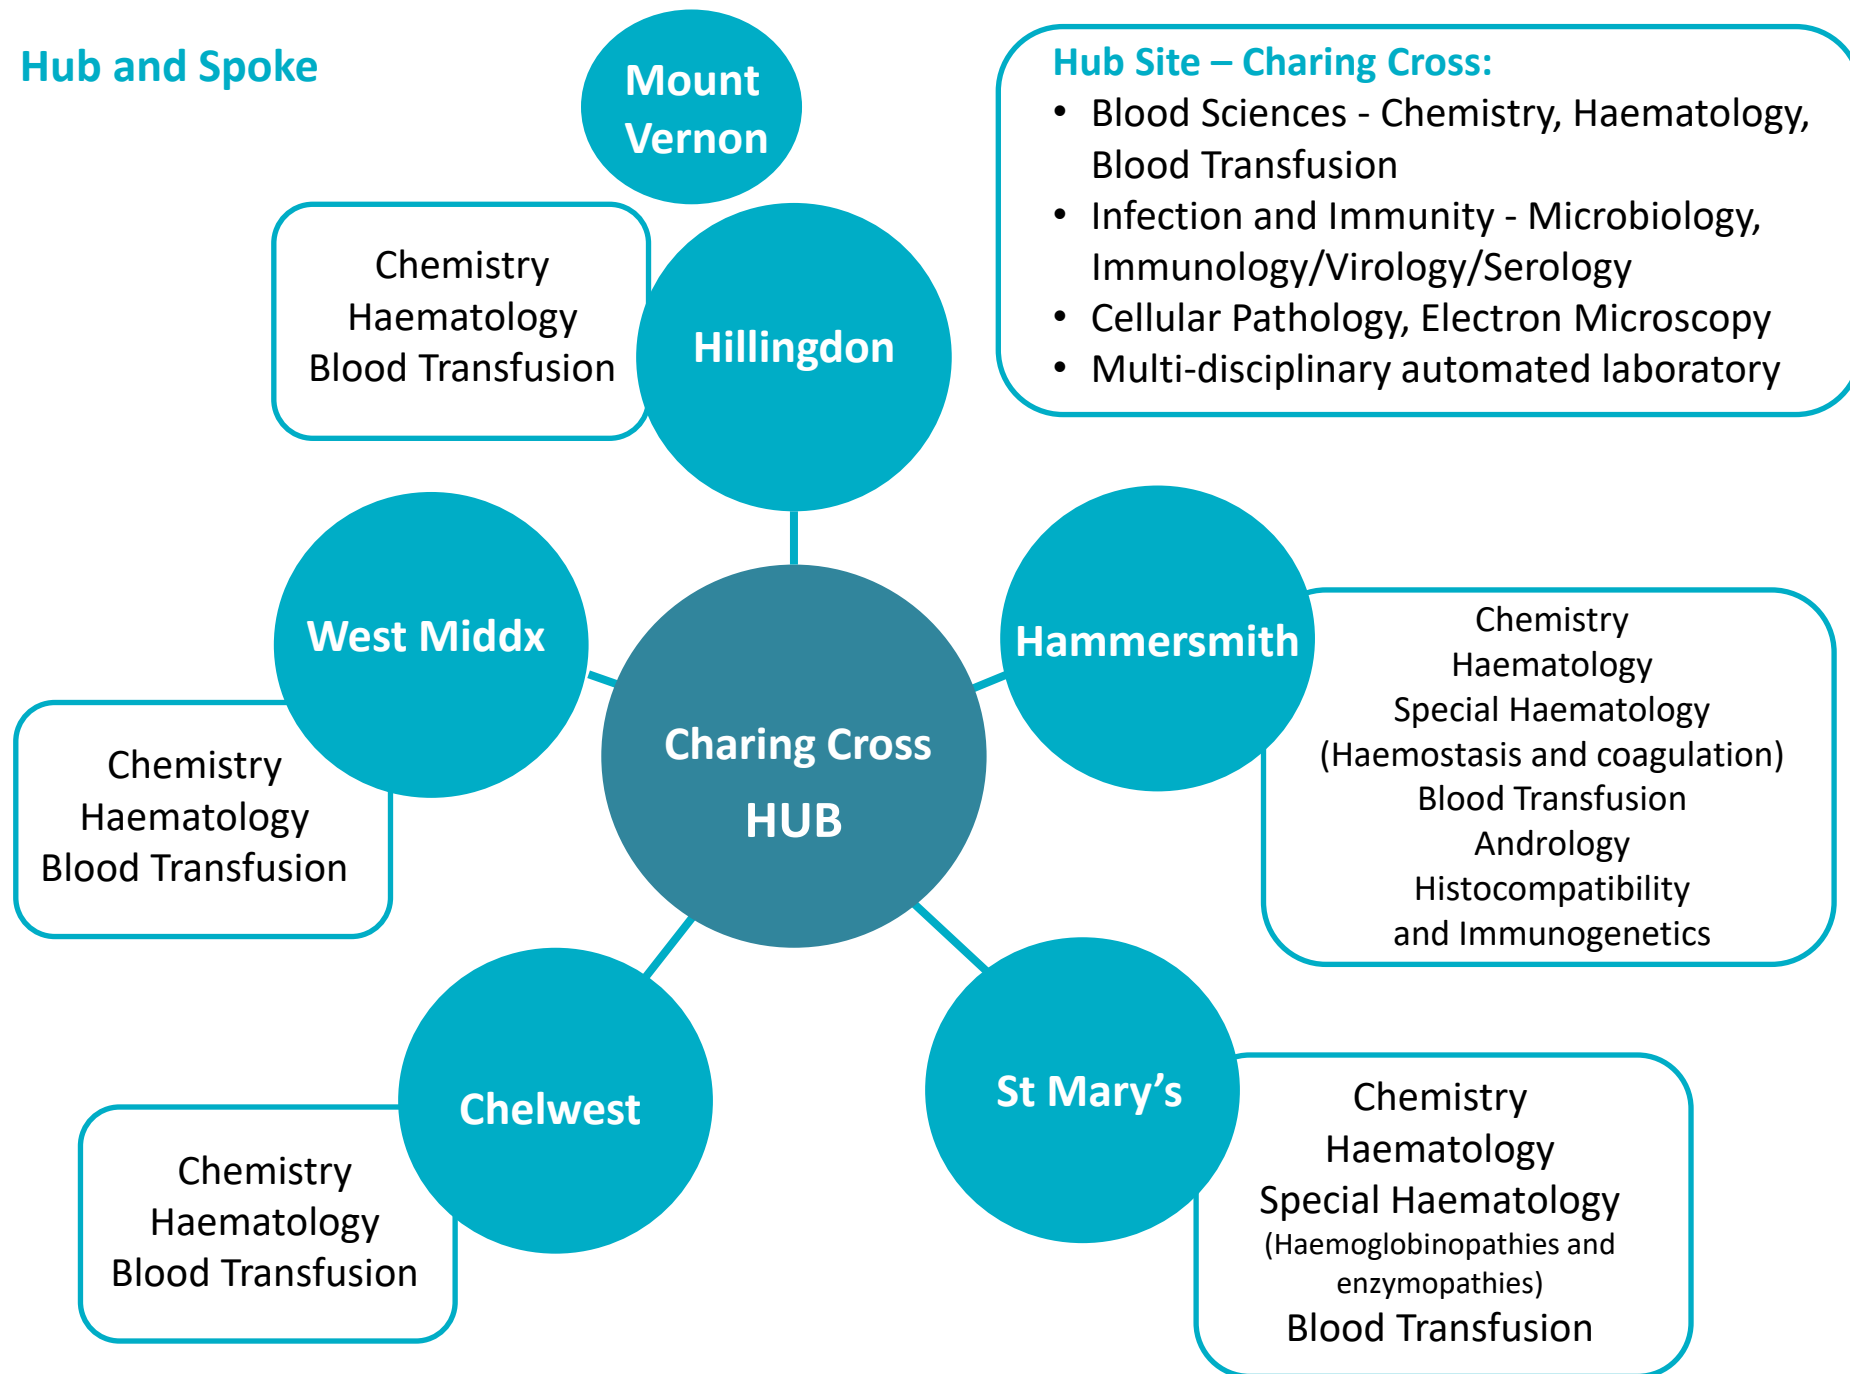 Hub and Spoke
Mount
Vernon
Hub Site – Charing Cross:
• Blood Sciences - Chemistry, Haematology,
Blood Transfusion
• Infection and Immunity - Microbiology,
Immunology/Virology/Serology
• Cellular Pathology, Electron Microscopy
• Multi-disciplinary automated laboratory
Chemistry
Haematology
Blood Transfusion
Hillingdon
West Middx
Chemistry
Haematology
Blood Transfusion
Charing Cross
HUB
Hammersmith
Chemistry
Haematology
Special Haematology
(Haemostasis and coagulation)
Blood Transfusion
Andrology
Histocompatibility
and Immunogenetics
Chelwest
Chemistry
Haematology
Blood Transfusion
St Mary’s
Chemistry
Haematology
Special Haematology
(Haemoglobinopathies and
enzymopathies)
Blood Transfusion